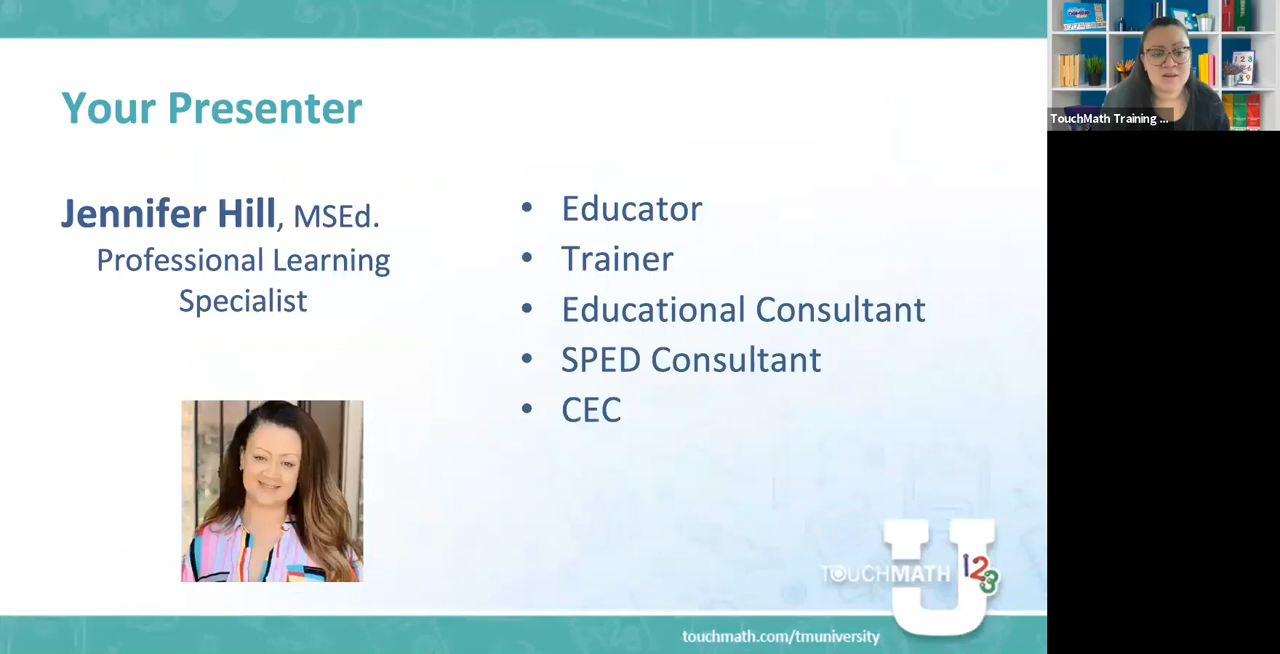 Your Presenter
Jennifer Hill, MSEd.
Professional Learning
Specialist
• Educator
• Trainer
• Educational Consultant
• SPED Consultant
• CEC
TOUCHMATH
123
touchmath.com/tmuniversity
TouchMath Training ...